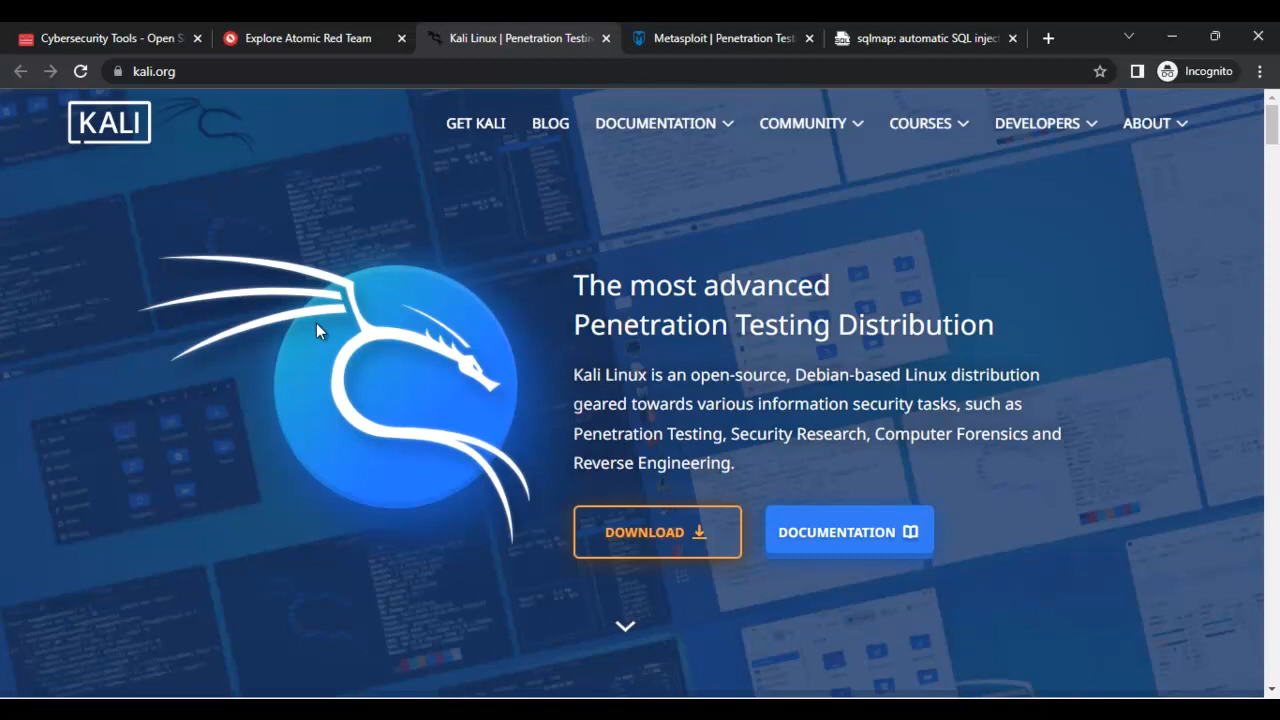 Cybersecurity Tools - Open S
Explore Atomic Red Team
Kali Linux | Penetration Testin
Metasploit | Penetration Test
sqlmap: automatic SQL inject
kali.org
Incognito
KALI
GET KALI
BLOG
DOCUMENTATION
COMMUNITY
COURSES
DEVELOPERS
ABOUT
The most advanced
Penetration Testing Distribution
Kali Linux is an open-source, Debian-based Linux distribution
geared towards various information security tasks, such as
Penetration Testing, Security Research, Computer Forensics and
Reverse Engineering.
DOWNLOAD
DOCUMENTATION